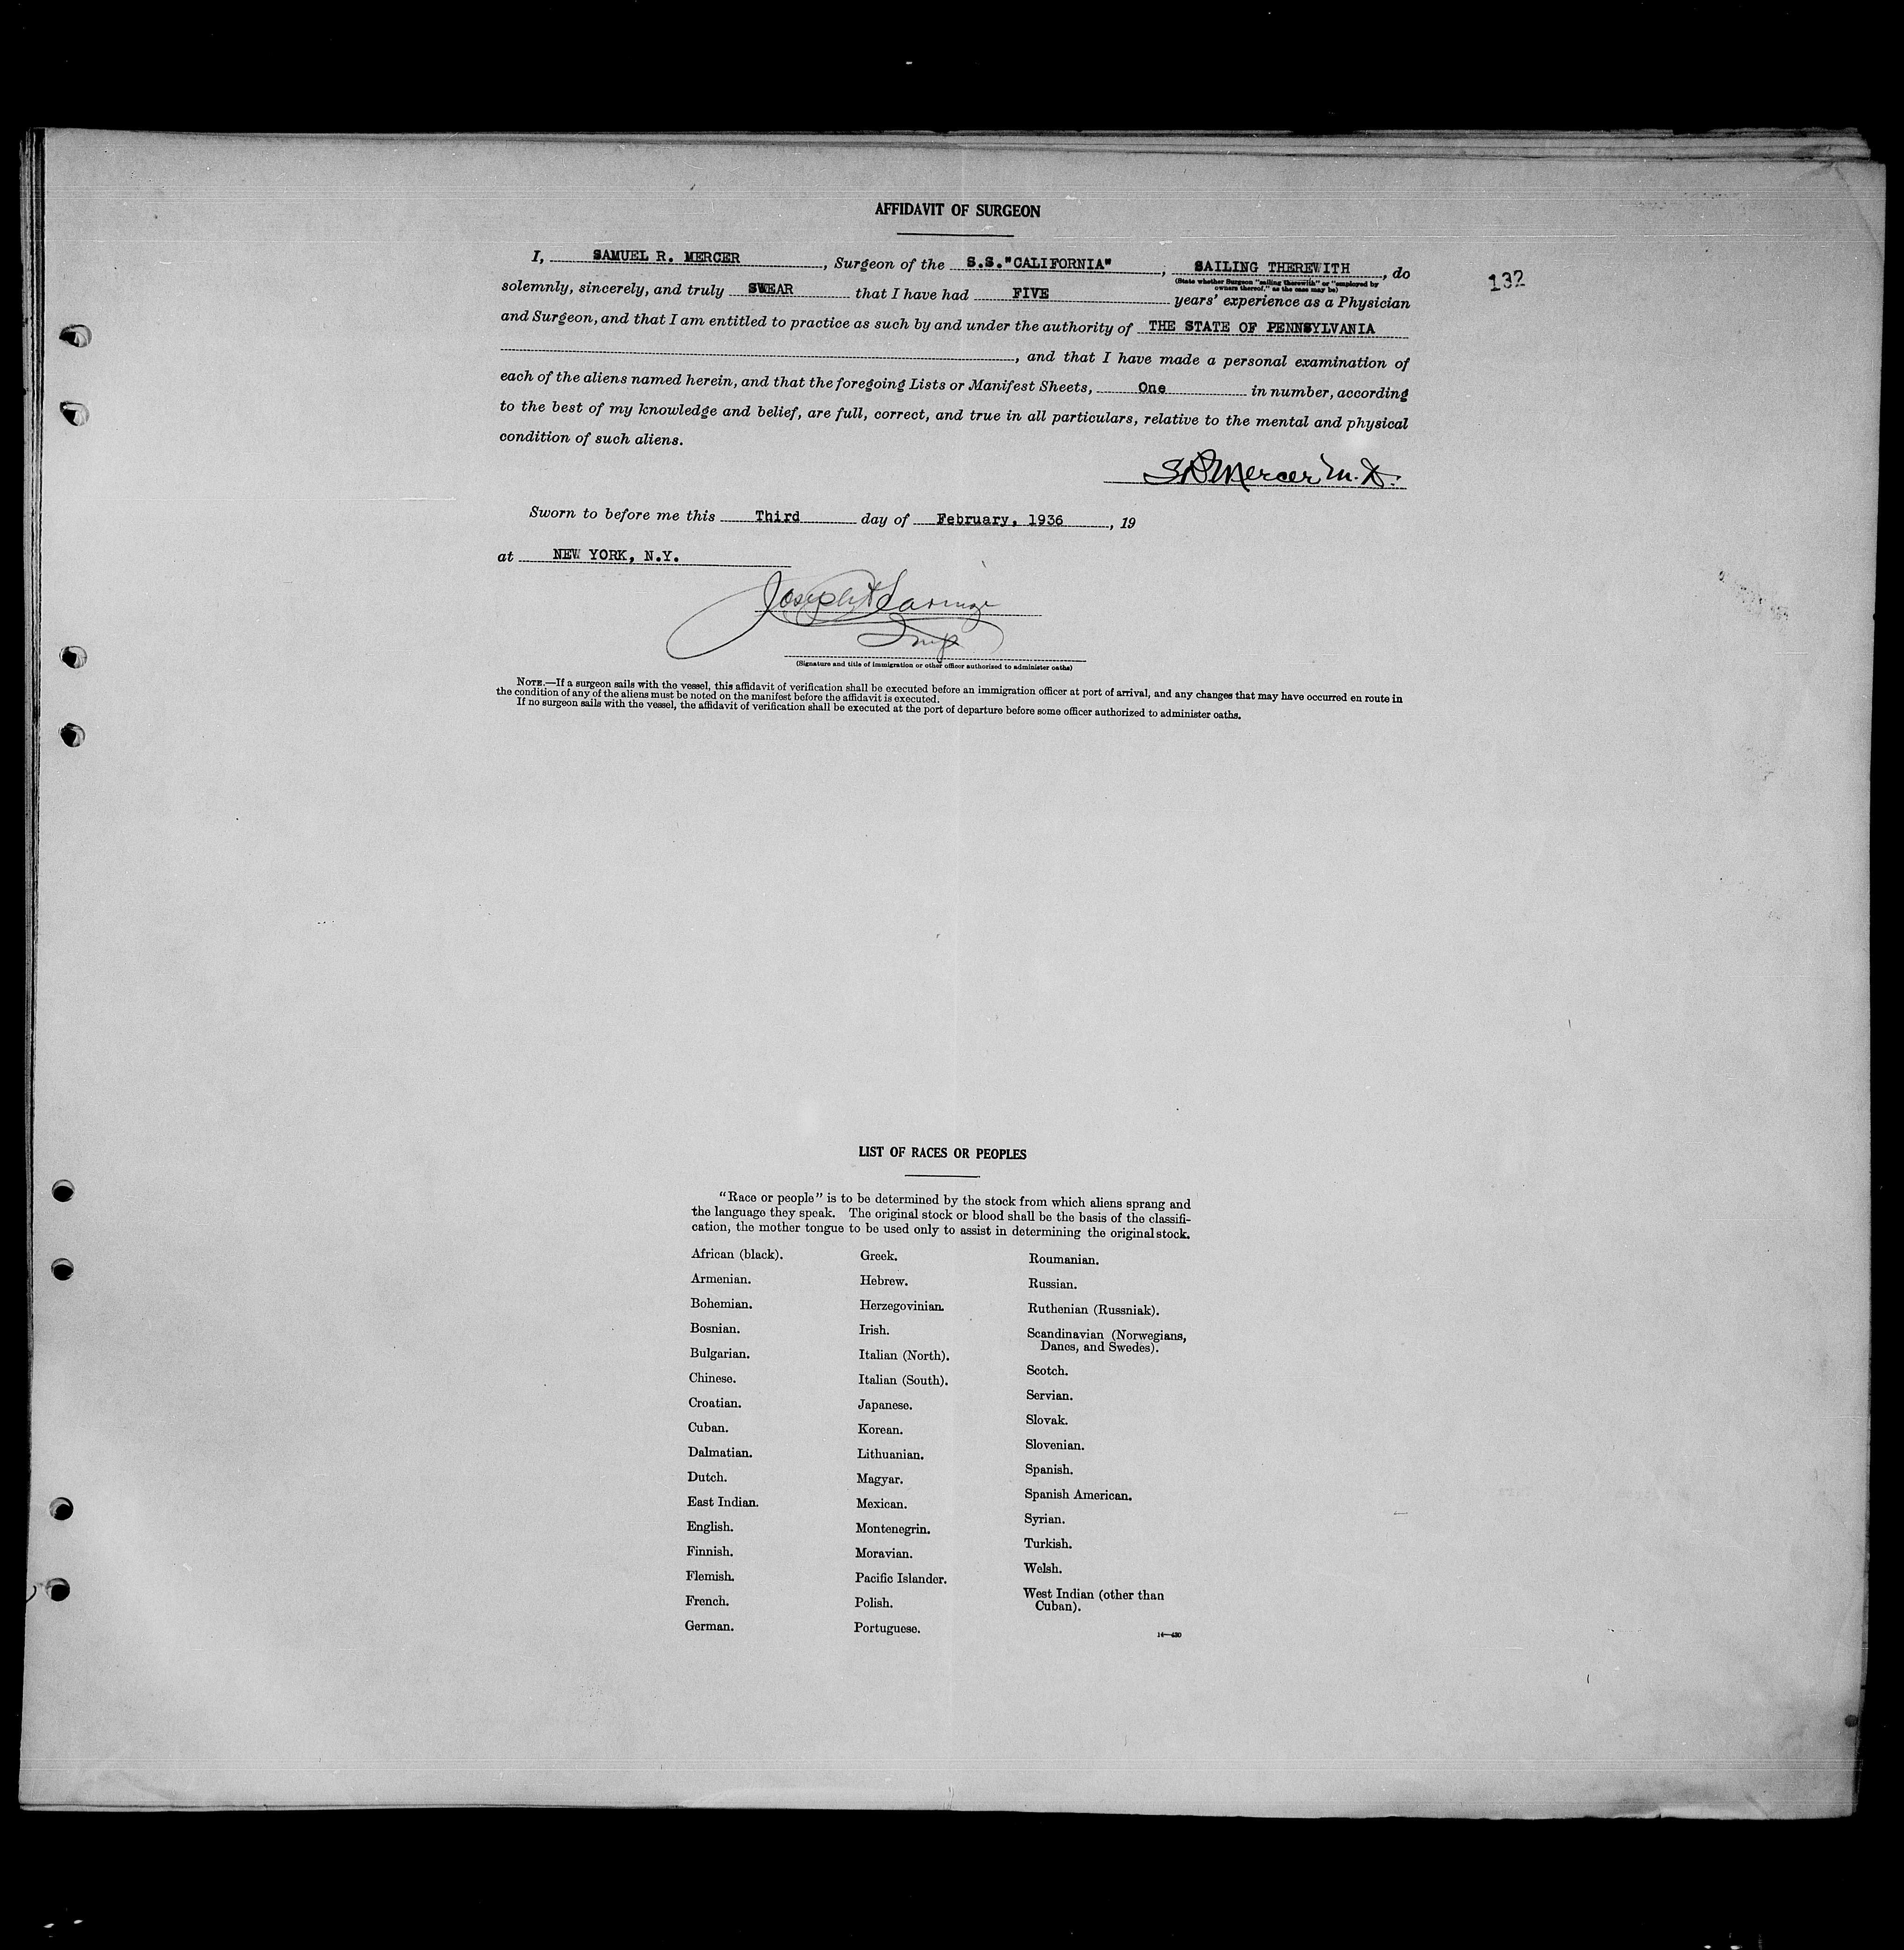 AFFIDAVIT OF SURGEON
I, SAMUEL R. MERCER, Surgeon of the S.S."CALIFORNIA", SAILING THEREWITH, do
(State whether Surgeon "sailing therewith" or "employed by
owners thereof," as the case may be)
132
solemnly, sincerely, and truly SWEAR that I have had FIVE years' experience as a Physician
and Surgeon, and that I am entitled to practice as such by and under the authority of THE STATE OF PENNSYLVANIA
, and that I have made a personal examination of
each of the aliens named herein, and that the foregoing Lists or Manifest Sheets, One in number, according
to the best of my knowledge and belief, are full, correct, and true in all particulars, relative to the mental and physical
condition of such aliens.
S R Mercer M.D.
Sworn to before me this Third day of February, 1936, 19
at NEW YORK, N.Y.
Joseph
Insp
(Signature and title of immigration or other officer authorized to administer oaths)
NOTE.—If a surgeon sails with the vessel, this affidavit of verification shall be executed before an immigration officer at port of arrival, and any changes that may have occurred en route in
the condition of any of the aliens must be noted on the manifest before the affidavit is executed.
If no surgeon sails with the vessel, the affidavit of verification shall be executed at the port of departure before some officer authorized to administer oaths.
LIST OF RACES OR PEOPLES
"Race or people" is to be determined by the stock from which aliens sprang and
the language they speak. The original stock or blood shall be the basis of the classifi-
cation, the mother tongue to be used only to assist in determining the original stock.
African (black).
Armenian.
Bohemian.
Bosnian.
Bulgarian.
Chinese.
Croatian.
Cuban.
Dalmatian.
Dutch.
East Indian.
English.
Finnish.
Flemish.
French.
German.
Greek.
Hebrew.
Herzegovinian.
Irish.
Italian (North).
Italian (South).
Japanese.
Korean.
Lithuanian.
Magyar.
Mexican.
Montenegrin.
Moravian.
Pacific Islander.
Polish.
Portuguese.
Roumanian.
Russian.
Ruthenian (Russniak).
Scandinavian (Norwegians,
Danes, and Swedes).
Scotch.
Servian.
Slovak.
Slovenian.
Spanish.
Spanish American.
Syrian.
Turkish.
Welsh.
West Indian (other than
Cuban).
14—430